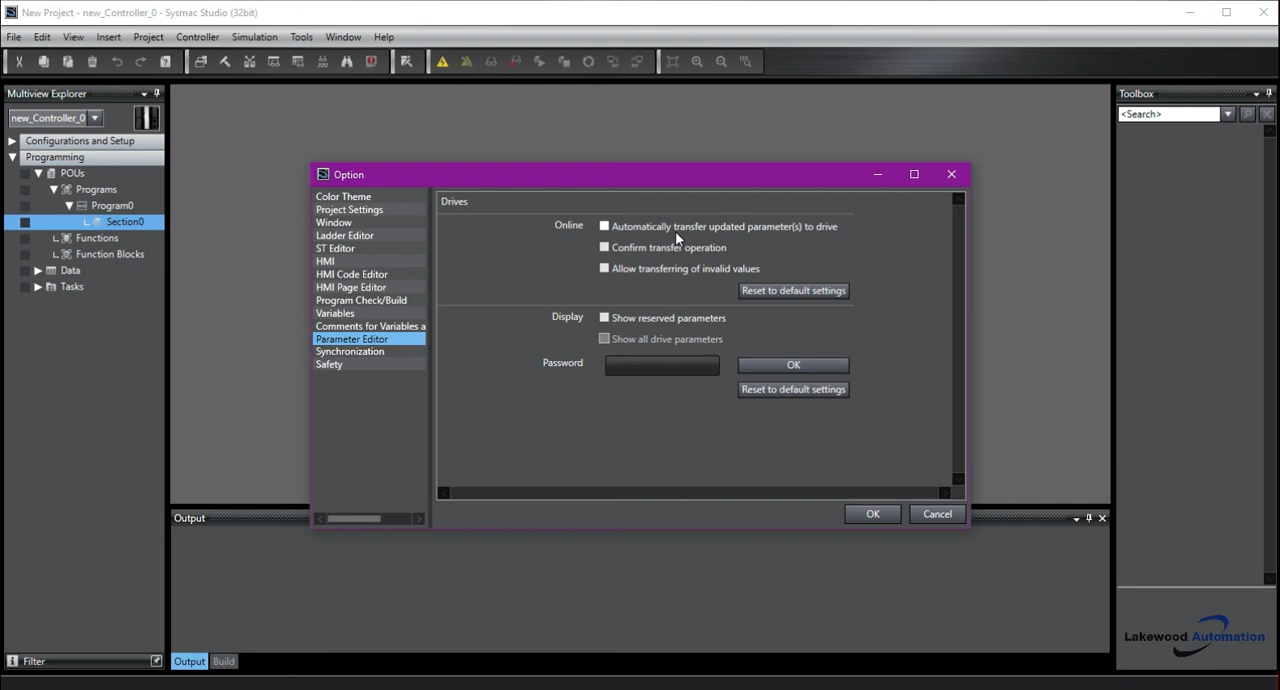 New Project - new_Controller_0 - Sysmac Studio (32bit)
File Edit View Insert Project Controller Simulation Tools Window Help
Multiview Explorer
new_Controller_0
Configurations and Setup
Programming
POUs
Programs
Program0
Section0
Functions
Function Blocks
Data
Tasks
Filter
Option
Color Theme
Project Settings
Window
Ladder Editor
ST Editor
HMI
HMI Code Editor
HMI Page Editor
Program Check/Build
Variables
Comments for Variables a
Parameter Editor
Synchronization
Safety
Drives
Online
Automatically transfer updated parameter(s) to drive
Confirm transfer operation
Allow transferring of invalid values
Reset to default settings
Display
Show reserved parameters
Show all drive parameters
Password
OK
Reset to default settings
OK Cancel
Output
Output Build
Toolbox
<Search>
Lakewood Automation